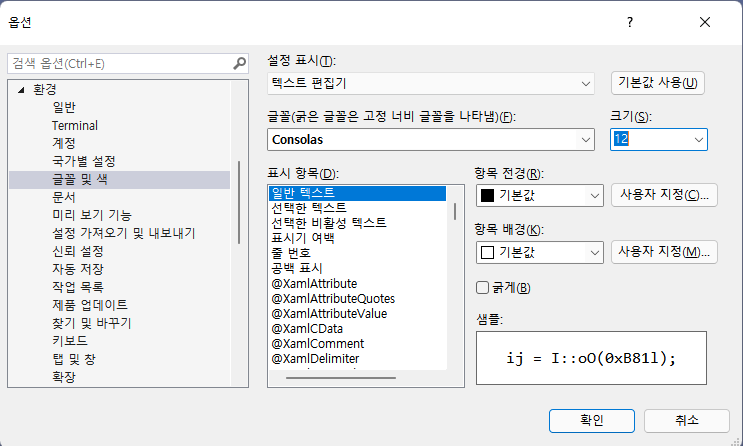 옵션
?
검색 옵션(Ctrl+E)
환경
일반
Terminal
계정
국가별 설정
글꼴 및 색
문서
미리 보기 기능
설정 가져오기 및 내보내기
신뢰 설정
자동 저장
작업 목록
제품 업데이트
찾기 및 바꾸기
키보드
탭 및 창
확장
설정 표시(T):
텍스트 편집기
기본값 사용(U)
글꼴(굵은 글꼴은 고정 너비 글꼴을 나타냄)(F):
크기(S):
Consolas
12
표시 항목(D):
일반 텍스트
선택한 텍스트
선택한 비활성 텍스트
표시기 여백
줄 번호
공백 표시
@XamlAttribute
@XamlAttributeQuotes
@XamlAttributeValue
@XamlCData
@XamlComment
@XamlDelimiter
항목 전경(R):
기본값
사용자 지정(C)...
항목 배경(K):
기본값
사용자 지정(M)...
굵게(B)
샘플:
ij = I::oO(0xB81l);
확인
취소